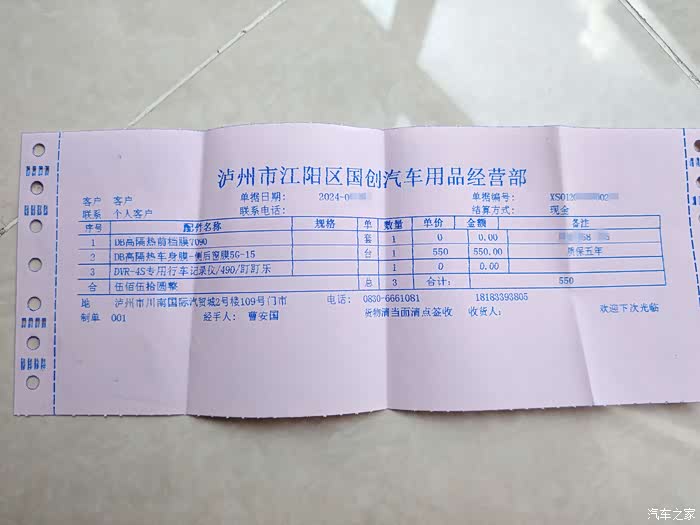 泸州市江阳区国创汽车用品经营部
客户 客户 单据日期: 2024-0 单据编号: XS013 02
联系 个人客户 联系电话: 结算方式: 现金
序号 配件名称 规格 单 数量 单价 金额 备注
1 DB高隔热前档膜7090 套 1 0 0.00 68
2 DB高隔热车身膜-侧后窗膜5G-15 台 1 550 550.00 质保五年
3 DVR-4S专用行车记录仪/490/盯盯乐 1 0 0.00
合 伍佰伍拾圆整 总 3 合计: 550
地 泸州市川南国际汽贸城2号楼109号门市 电话: 0830-6661081 18183393805
制单 001 经手人: 曹安国 货物请当面清点签收 收货人: 欢迎下次光临
汽车之家